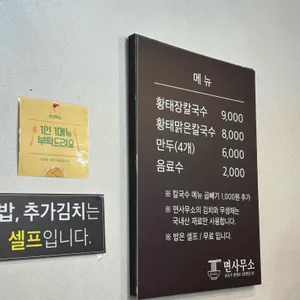 1인 1메뉴
부탁드려요
밥, 추가김치는
셀프입니다.
메 뉴
황태장칼국수 9,000
황태맑은칼국수 8,000
만두(4개) 6,000
음료수 2,000
※ 칼국수 메뉴 곱빼기 1,000원 추가
※ 면사무소의 김치와 무생채는
국내산 재료만 사용합니다.
※ 밥은 셀프 / 무료 입니다.
면사무소